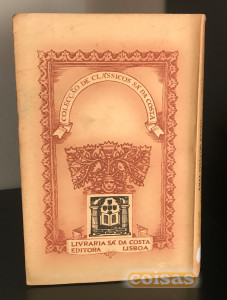 COLECÇÃO DE CLÁSSICOS SÁ DA COSTA
LIVRARIA SÁ DA COSTA
EDITORA LISBOA
coisas